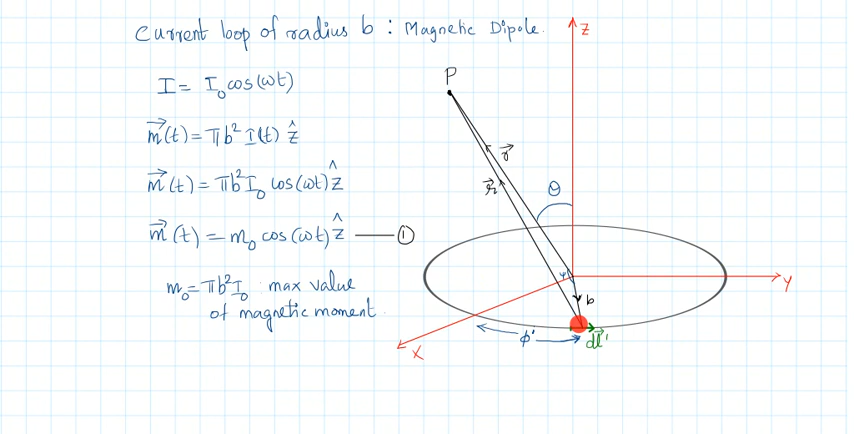 Current loop of radius b : Magnetic Dipole.
I = I₀ cos(ωt)
m⃗(t) = πb² I(t) ẑ
m⃗(t) = πb² I₀ cos(ωt) ẑ
m⃗(t) = m₀ cos(ωt) ẑ — ①
m₀ = πb² I₀ : max value
of magnetic moment.
Z
P
r⃗
θ
r⃗
ψ
b
Y
X
ϕ'
dl⃗'